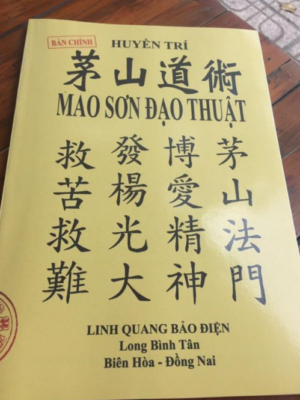 BẢN CHÍNH
HUYỀN TRÍ
茅山道術
MAO SƠN ĐẠO THUẬT
茅山法門
博愛精神
發楊光大
救苦救難
LINH QUANG BẢO ĐIỆN
Long Bình Tân
Biên Hòa - Đồng Nai